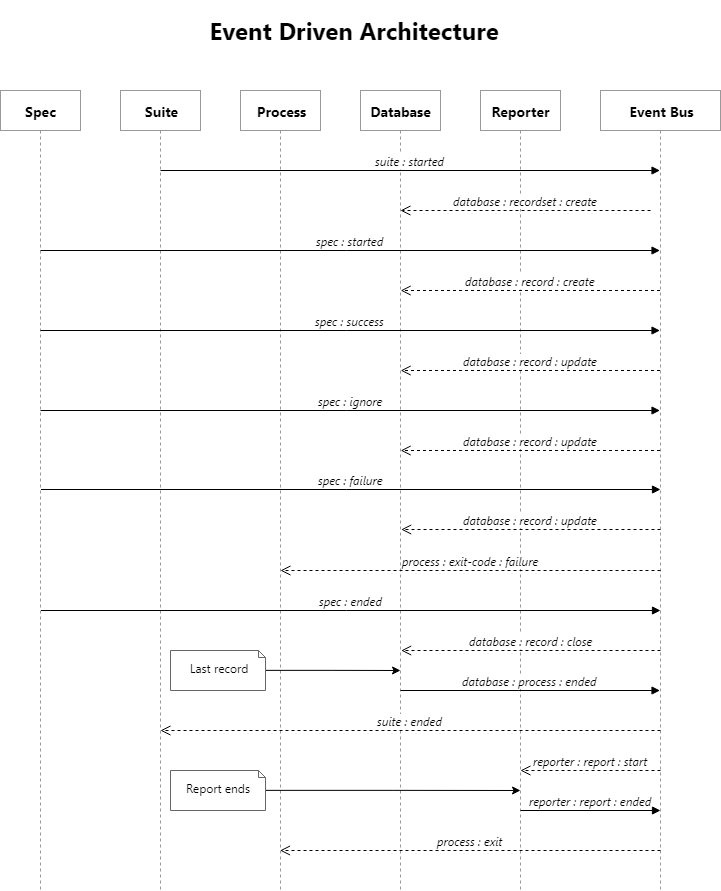 Event Driven Architecture
Spec
Suite
Process
Database
Reporter
Event Bus
suite : started
database : recordset : create
spec : started
database : record : create
spec : success
database : record : update
spec : ignore
database : record : update
spec : failure
database : record : update
process : exit-code : failure
spec : ended
database : record : close
Last record
database : process : ended
suite : ended
reporter : report : start
Report ends
reporter : report : ended
process : exit